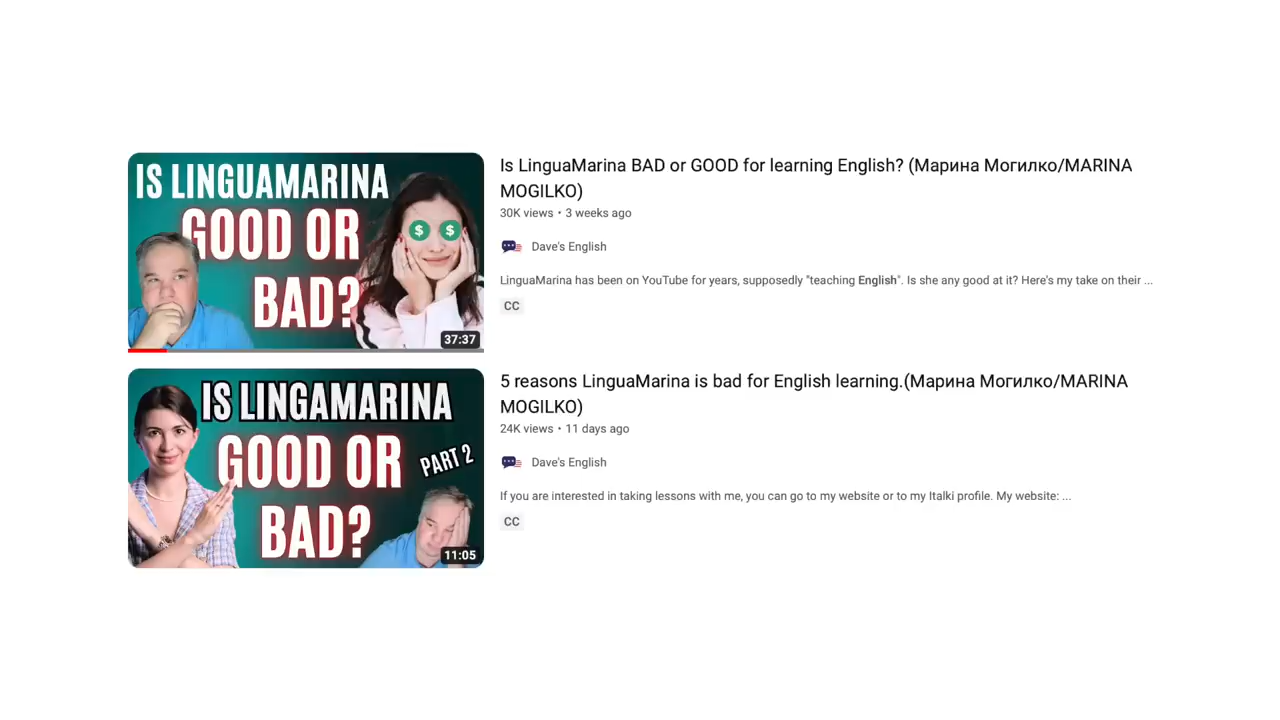 IS LINGUAMARINA
GOOD OR
BAD?
$ $
37:37
Is LinguaMarina BAD or GOOD for learning English? (Марина Могилко/MARINA
MOGILKO)
30K views • 3 weeks ago
Dave's English
LinguaMarina has been on YouTube for years, supposedly "teaching English". Is she any good at it? Here's my take on their ...
CC
IS LINGAMARINA
GOOD OR
PART 2
BAD?
11:05
5 reasons LinguaMarina is bad for English learning.(Марина Могилко/MARINA
MOGILKO)
24K views • 11 days ago
Dave's English
If you are interested in taking lessons with me, you can go to my website or to my Italki profile. My website: ...
CC